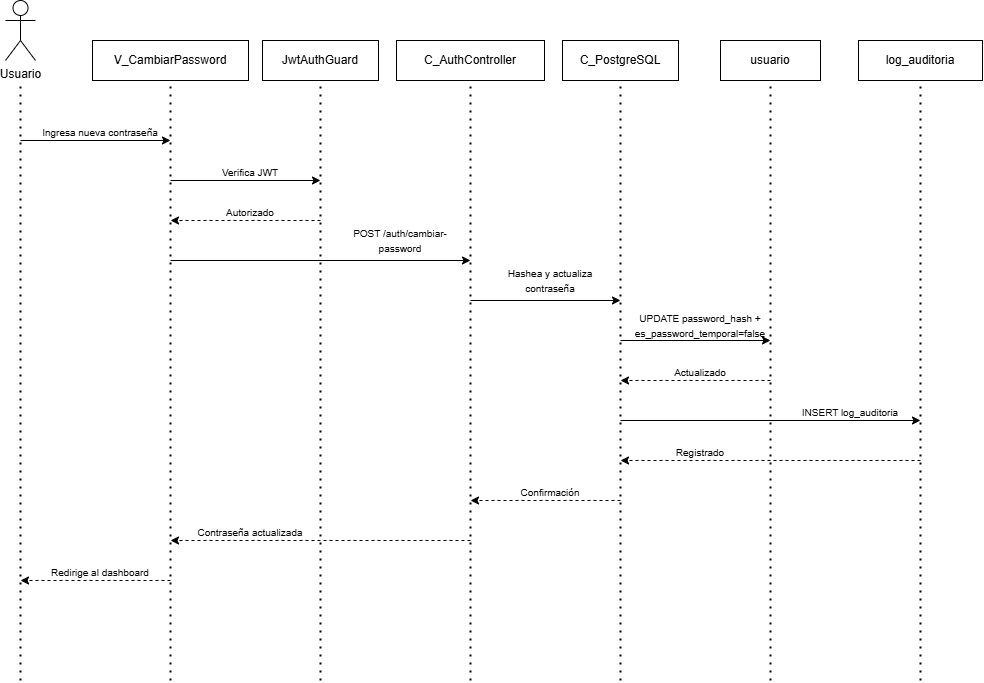 Usuario
V_CambiarPassword
JwtAuthGuard
C_AuthController
C_PostgreSQL
usuario
log_auditoria
Ingresa nueva contraseña
Verifica JWT
Autorizado
POST /auth/cambiar-
password
Hashea y actualiza
contraseña
UPDATE password_hash +
es_password_temporal=false
Actualizado
INSERT log_auditoria
Registrado
Confirmación
Contraseña actualizada
Redirige al dashboard